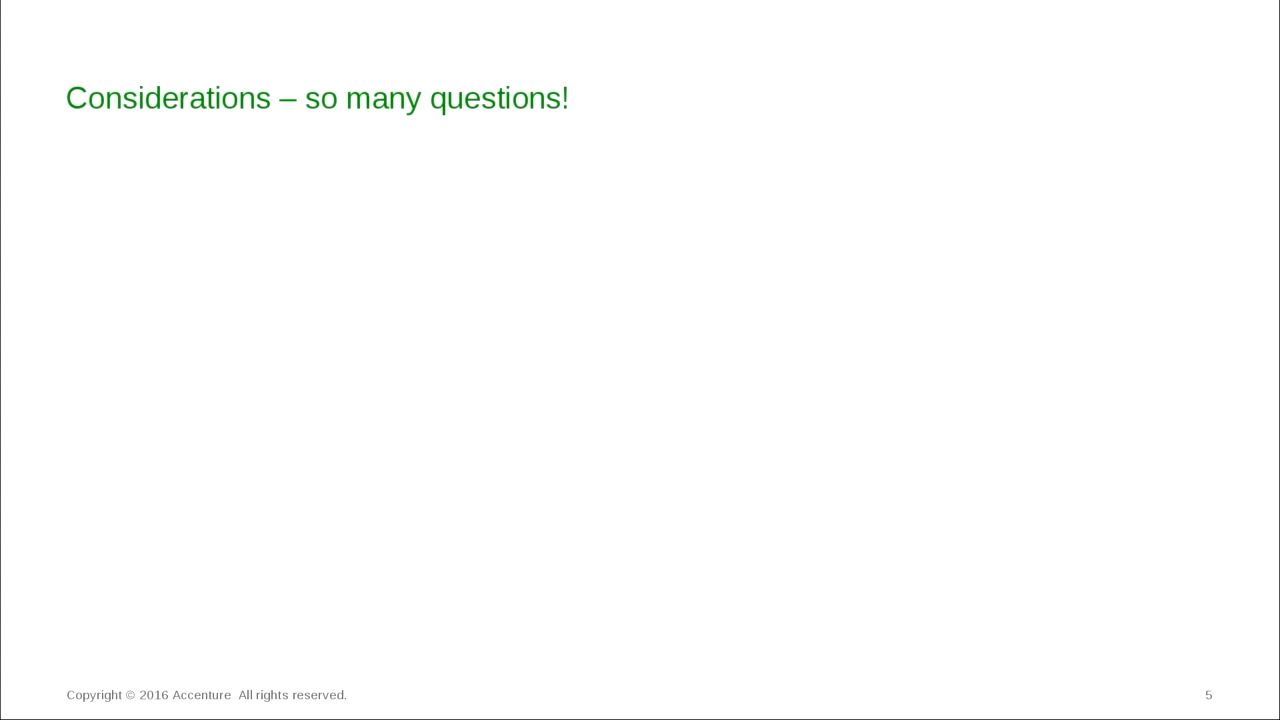 Considerations – so many questions!
Copyright © 2016 Accenture  All rights reserved.
5